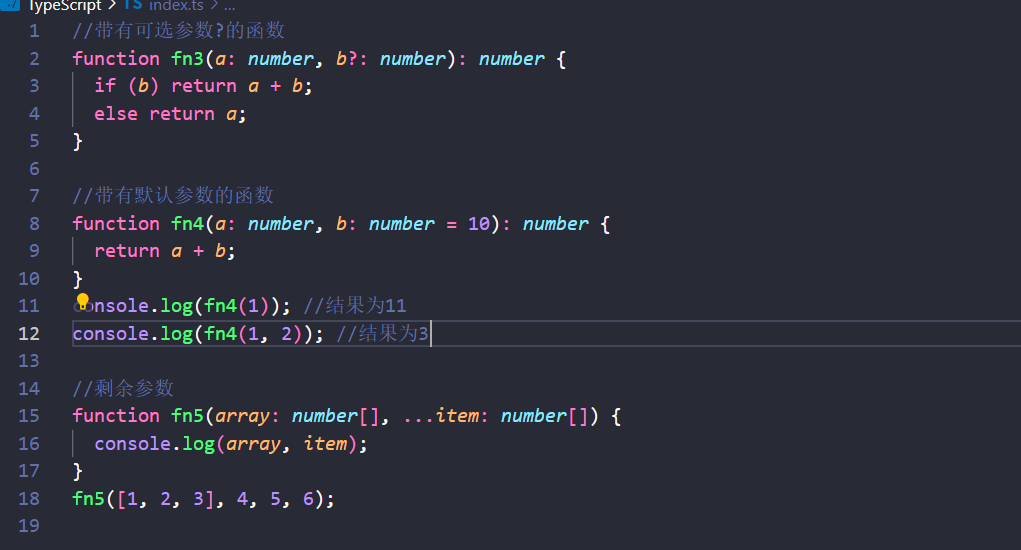 TypeScript > TS index.ts > ...
1 //带有可选参数?的函数
2 function fn3(a: number, b?: number): number {
3 if (b) return a + b;
4 else return a;
5 }
6
7 //带有默认参数的函数
8 function fn4(a: number, b: number = 10): number {
9 return a + b;
10 }
11 console.log(fn4(1)); //结果为11
12 console.log(fn4(1, 2)); //结果为3
13
14 //剩余参数
15 function fn5(array: number[], ...item: number[]) {
16 console.log(array, item);
17 }
18 fn5([1, 2, 3], 4, 5, 6);
19